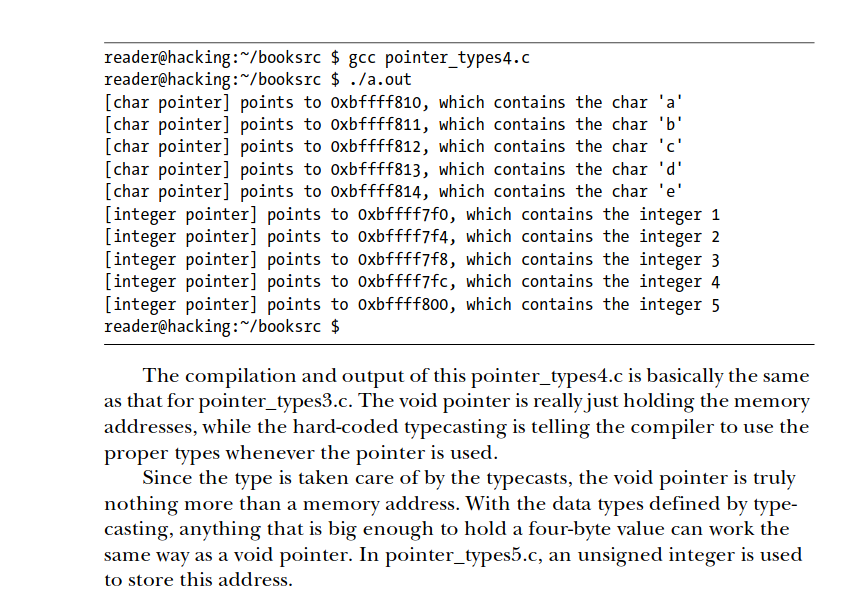 reader@hacking:~/booksrc $ gcc pointer_types4.c
reader@hacking:~/booksrc $ ./a.out
[char pointer] points to 0xbffff810, which contains the char 'a'
[char pointer] points to 0xbffff811, which contains the char 'b'
[char pointer] points to 0xbffff812, which contains the char 'c'
[char pointer] points to 0xbffff813, which contains the char 'd'
[char pointer] points to 0xbffff814, which contains the char 'e'
[integer pointer] points to 0xbffff7f0, which contains the integer 1
[integer pointer] points to 0xbffff7f4, which contains the integer 2
[integer pointer] points to 0xbffff7f8, which contains the integer 3
[integer pointer] points to 0xbffff7fc, which contains the integer 4
[integer pointer] points to 0xbffff800, which contains the integer 5
reader@hacking:~/booksrc $
The compilation and output of this pointer_types4.c is basically the same
as that for pointer_types3.c. The void pointer is really just holding the memory
addresses, while the hard-coded typecasting is telling the compiler to use the
proper types whenever the pointer is used.
Since the type is taken care of by the typecasts, the void pointer is truly
nothing more than a memory address. With the data types defined by type-
casting, anything that is big enough to hold a four-byte value can work the
same way as a void pointer. In pointer_types5.c, an unsigned integer is used
to store this address.